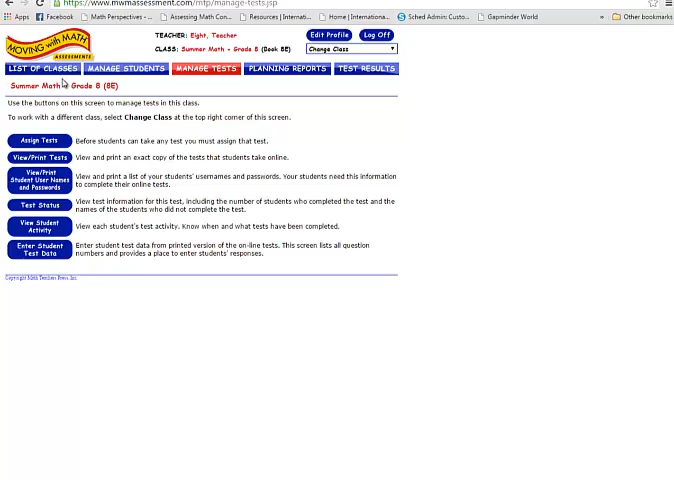 https://www.mwmassessment.com/mtp/manage-tests.jsp
Apps Facebook Math Perspectives - ... Assessing Math Con... Resources | Internati... Home | Internationa... Sched Admin: Custo... Gapminder World » Other bookmarks
MOVING with MATH
ASSESSMENTS
TEACHER: Eight, Teacher
CLASS: Summer Math - Grade 8 (Book 8E)
Edit Profile Log Off
Change Class
LIST OF CLASSES MANAGE STUDENTS MANAGE TESTS PLANNING REPORTS TEST RESULTS
Summer Math - Grade 8 (8E)
Use the buttons on this screen to manage tests in this class.
To work with a different class, select Change Class at the top right corner of this screen.
Assign Tests
Before students can take any test you must assign that test.
View/Print Tests
View and print an exact copy of the tests that students take online.
View/Print
Student User Names
and Passwords
View and print a list of your students' usernames and passwords. Your students need this information
to complete their online tests.
Test Status
View test information for this test, including the number of students who completed the test and the
names of the students who did not complete the test.
View Student
Activity
View each student's test activity. Know when and what tests have been completed.
Enter Student
Test Data
Enter student test data from printed version of the on-line tests. This screen lists all question
numbers and provides a place to enter students' responses.
Copyright Math Teachers Press, Inc.